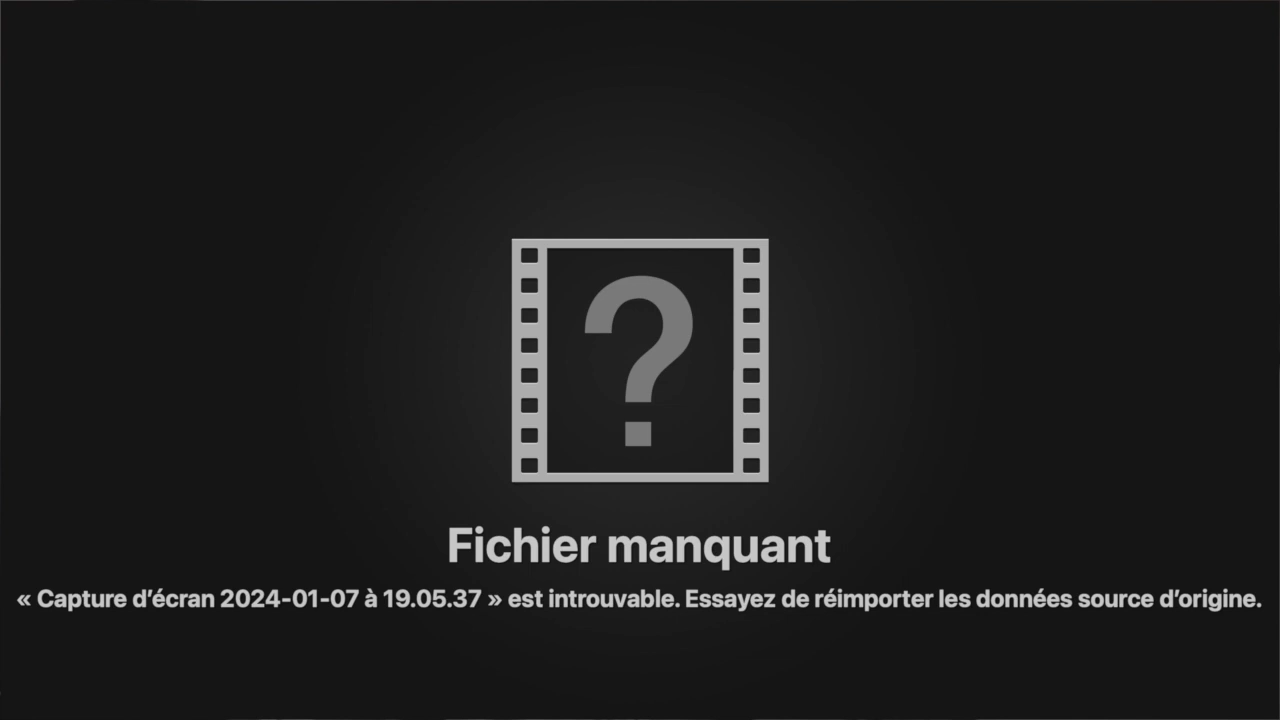 ?
Fichier manquant
« Capture d’écran 2024-01-07 à 19.05.37 » est introuvable. Essayez de réimporter les données source d’origine.